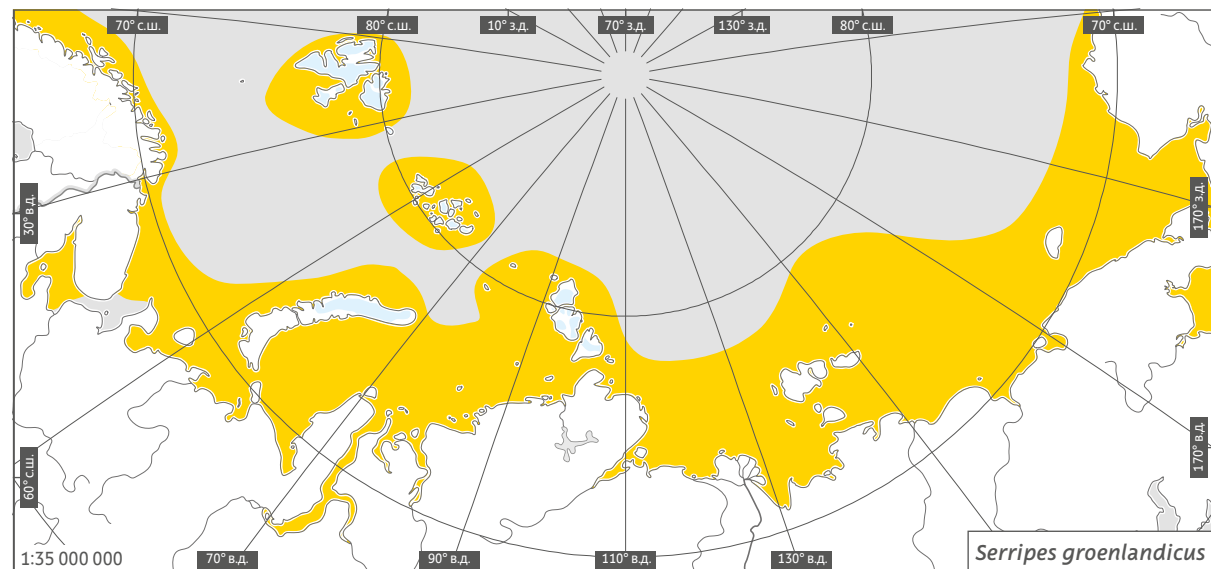 70° с.ш.
80° с.ш.
10° з.д.
70° з.д.
130° з.д.
80° с.ш.
70° с.ш.
30° в.д.
170° з.д.
60° с.ш.
170° в.д.
1:35 000 000
70° в.д.
90° в.д.
110° в.д.
130° в.д.
Serripes groenlandicus